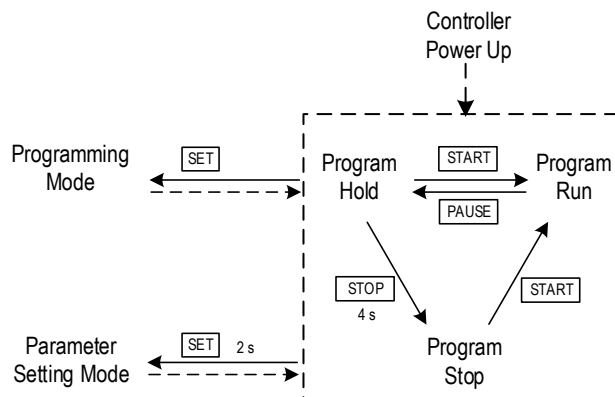 Controller
Power Up
Programming
Mode
SET
Program
Hold
START
PAUSE
Program
Run
STOP
4 s
START
Parameter
Setting Mode
SET 2 s
Program
Stop